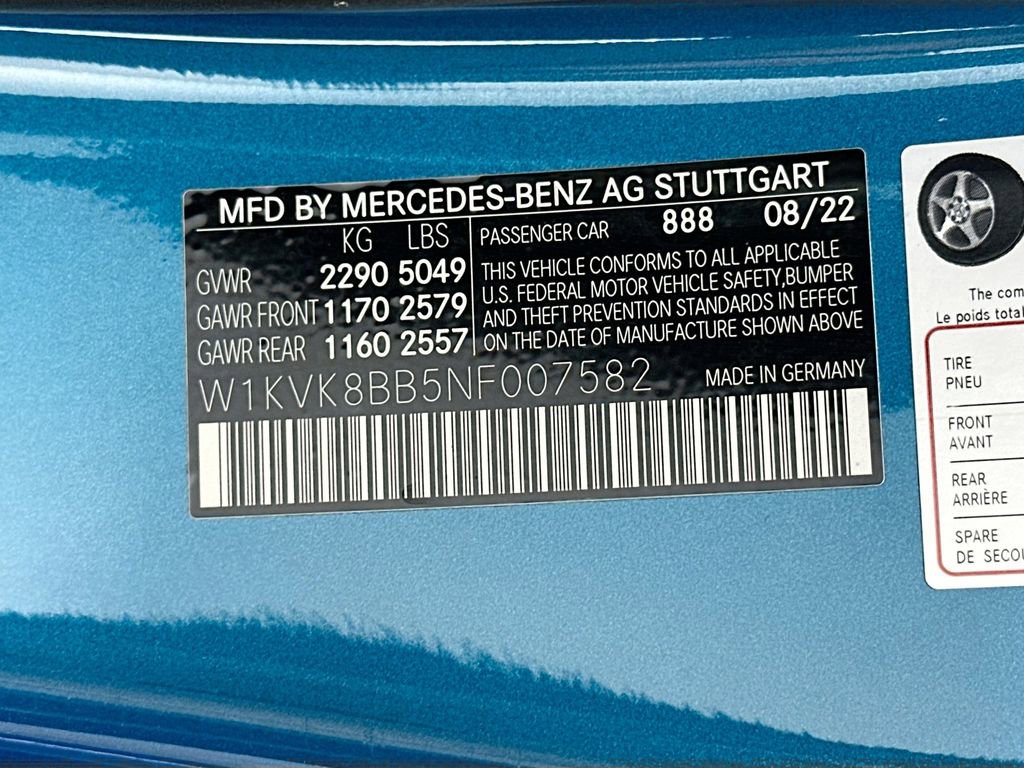 MFD BY MERCEDES-BENZ AG STUTTGART
KG LBS
GVWR 2290 5049
GAWR FRONT 1170 2579
GAWR REAR 1160 2557
PASSENGER CAR 888 08/22
THIS VEHICLE CONFORMS TO ALL APPLICABLE
U.S. FEDERAL MOTOR VEHICLE SAFETY,BUMPER
AND THEFT PREVENTION STANDARDS IN EFFECT
ON THE DATE OF MANUFACTURE SHOWN ABOVE
W1KVK8BB5NF007582
MADE IN GERMANY
The com
Le poids total
TIRE
PNEU
FRONT
AVANT
REAR
ARRIÈRE
SPARE
DE SECOU